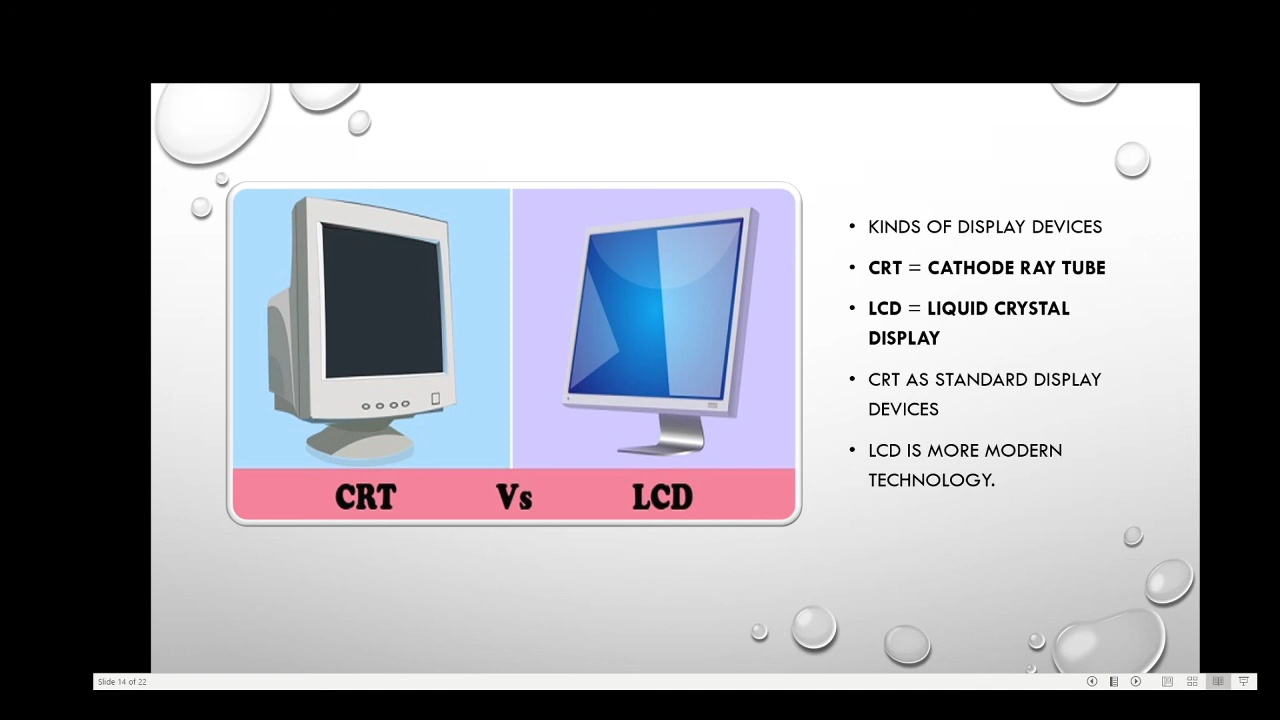 KINDS OF DISPLAY DEVICES
CRT = CATHODE RAY TUBE
LCD = LIQUID CRYSTAL
DISPLAY
CRT AS STANDARD DISPLAY
DEVICES
LCD IS MORE MODERN
TECHNOLOGY.
CRT Vs LCD
Slide 14 of 22